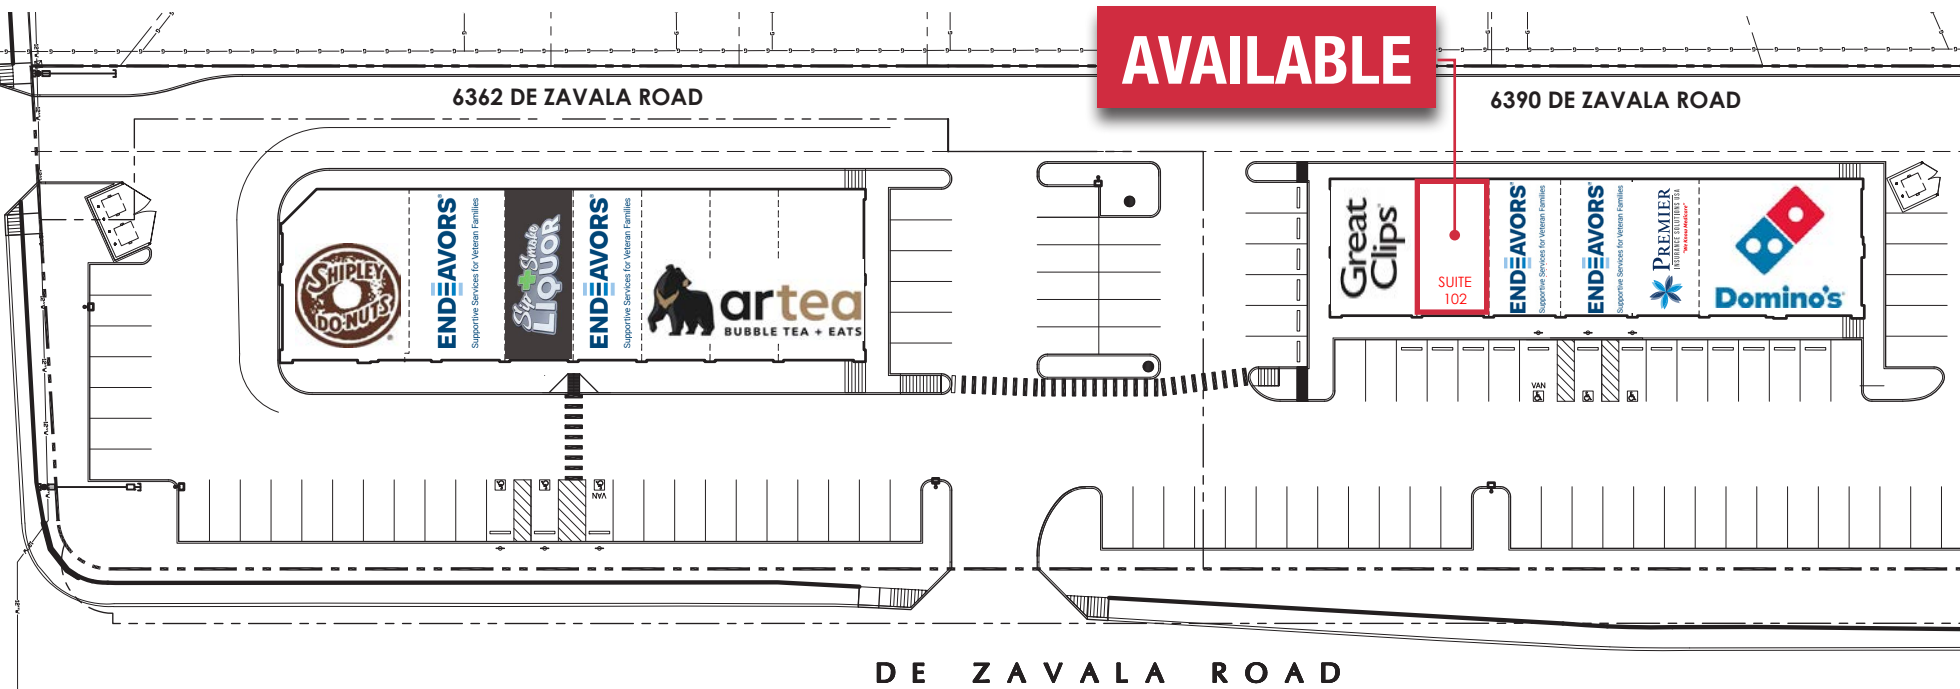 AVAILABLE
6362 DE ZAVALA ROAD
6390 DE ZAVALA ROAD
SHIPLEY
DO-NUTS
ENDEAVORS
Supportive Services for Veteran Families
Sip + Smoke
LIQUOR
ENDEAVORS
Supportive Services for Veteran Families
artea
BUBBLE TEA + EATS
Great
Clips
SUITE
102
ENDEAVORS
Supportive Services for Veteran Families
ENDEAVORS
Supportive Services for Veteran Families
PREMIER
INSURANCE SOLUTIONS USA
Domino's
VAN
VAN
DE ZAVALA ROAD